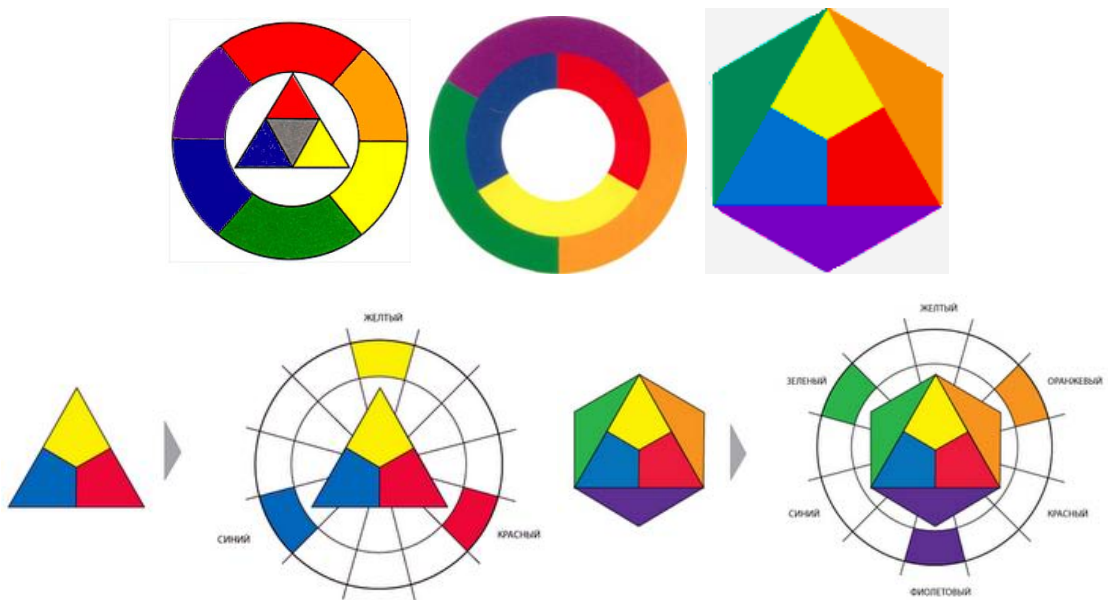 ЖЕЛТЫЙ
СИНИЙ
КРАСНЫЙ
ЖЕЛТЫЙ
ЗЕЛЕНЫЙ
ОРАНЖЕВЫЙ
СИНИЙ
КРАСНЫЙ
ФИОЛЕТОВЫЙ